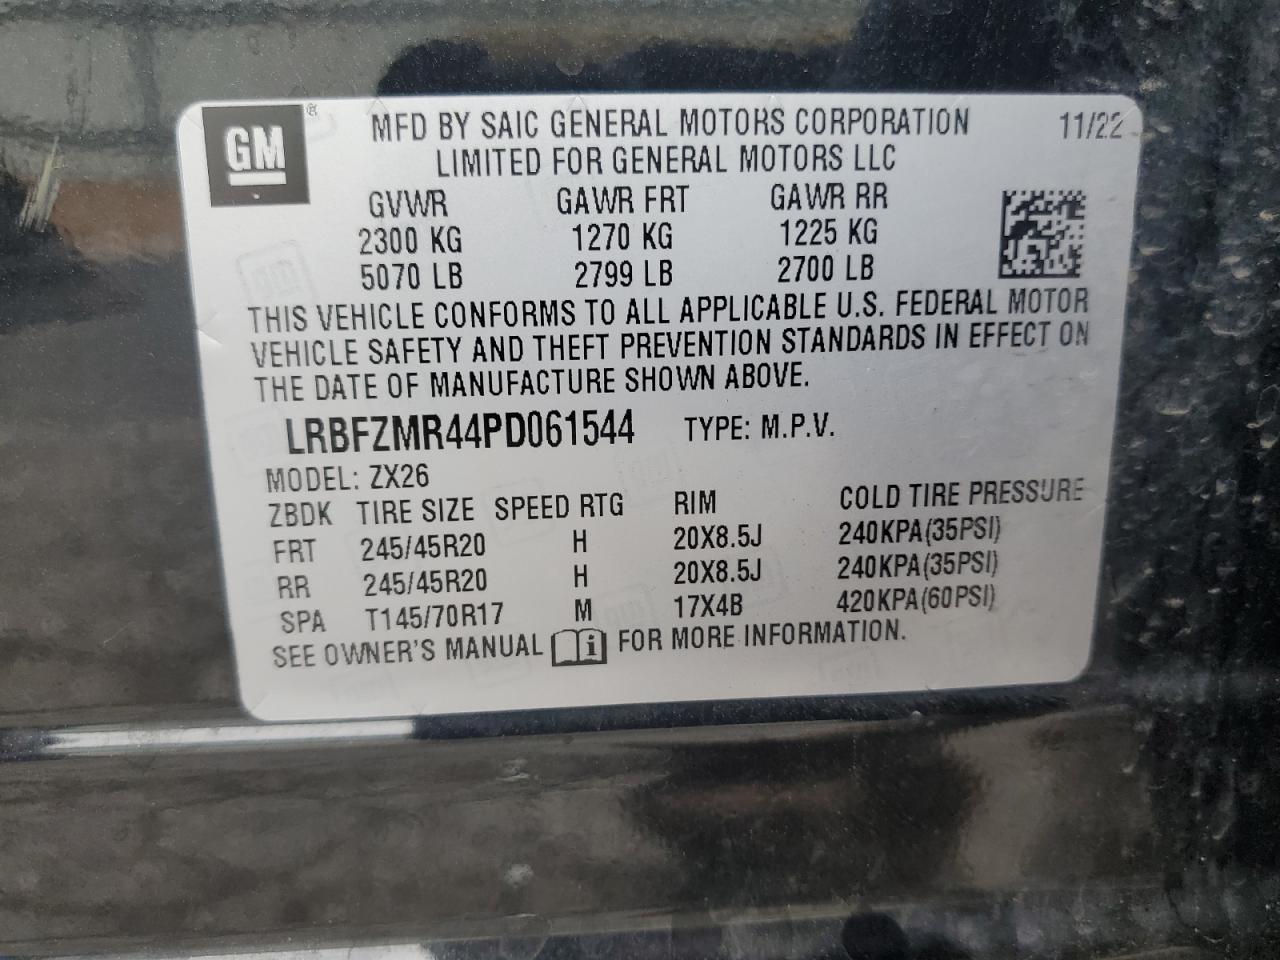 GM ®
MFD BY SAIC GENERAL MOTORS CORPORATION
11/22
LIMITED FOR GENERAL MOTORS LLC
GVWR GAWR FRT GAWR RR
2300 KG 1270 KG 1225 KG
5070 LB 2799 LB 2700 LB
THIS VEHICLE CONFORMS TO ALL APPLICABLE U.S. FEDERAL MOTOR
VEHICLE SAFETY AND THEFT PREVENTION STANDARDS IN EFFECT ON
THE DATE OF MANUFACTURE SHOWN ABOVE.
LRBFZMR44PD061544 TYPE: M.P.V.
MODEL: ZX26
ZBDK TIRE SIZE SPEED RTG RIM COLD TIRE PRESSURE
FRT 245/45R20 H 20X8.5J 240KPA(35PSI)
RR 245/45R20 H 20X8.5J 240KPA(35PSI)
SPA T145/70R17 M 17X4B 420KPA(60PSI)
SEE OWNER'S MANUAL i FOR MORE INFORMATION.